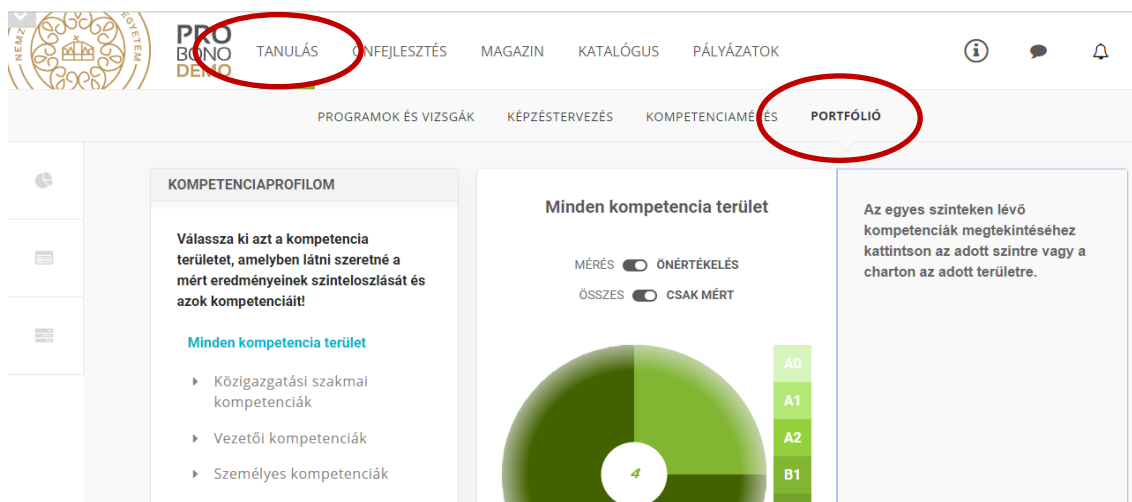 NEMZ
EGYETEM
PRO
BONO
DEMO
TANULÁS ÖNFEJLESZTÉS MAGAZIN KATALÓGUS PÁLYÁZATOK
i
PROGRAMOK ÉS VIZSGÁK KÉPZÉSTERVEZÉS KOMPETENCIAMÉRÉS PORTFÓLIÓ
KOMPETENCIAPROFILOM
Válassza ki azt a kompetencia
területet, amelyben látni szeretné a
mért eredményeinek szinteloszlását és
azok kompetenciáit!
Minden kompetencia terület
Közigazgatási szakmai
kompetenciák
Vezetői kompetenciák
Személyes kompetenciák
Minden kompetencia terület
MÉRÉS ÖNÉRTÉKELÉS
ÖSSZES CSAK MÉRT
4
A0
A1
A2
B1
Az egyes szinteken lévő
kompetenciák megtekintéséhez
kattintson az adott szintre vagy a
charton az adott területre.